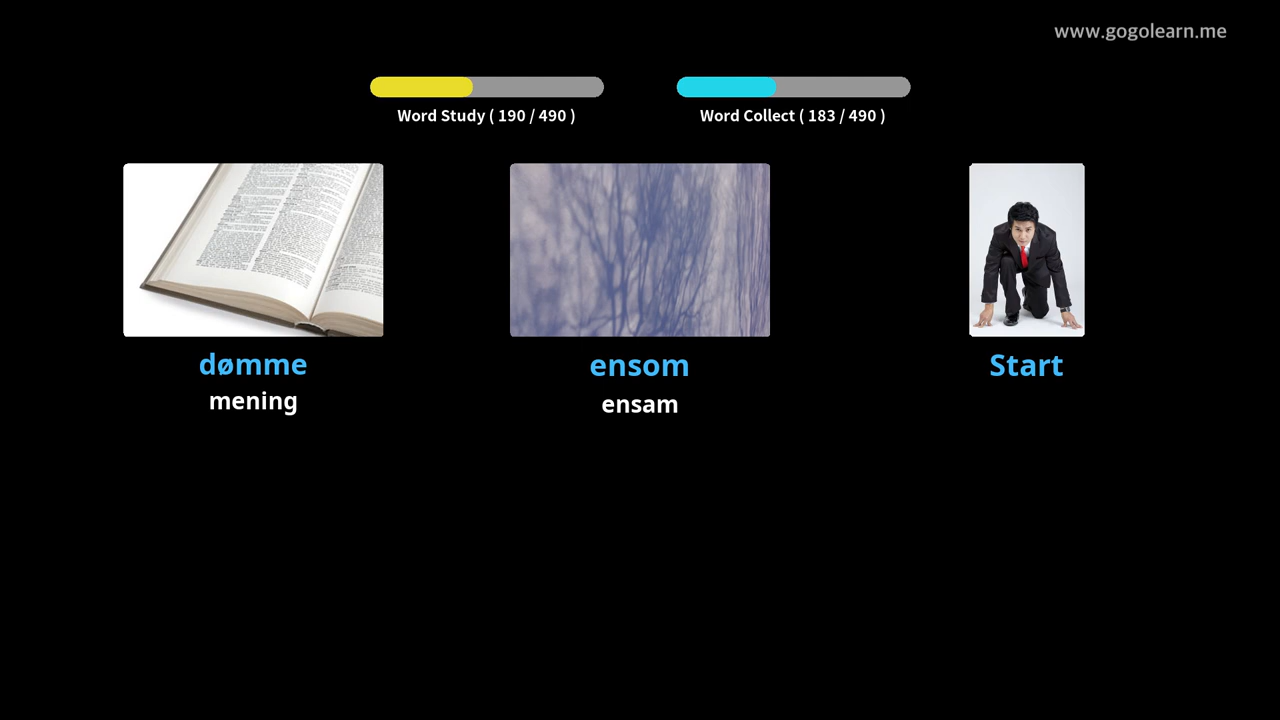 www.gogolearn.me
Word Study ( 190 / 490 )
Word Collect ( 183 / 490 )
dømme
mening
ensom
ensam
Start